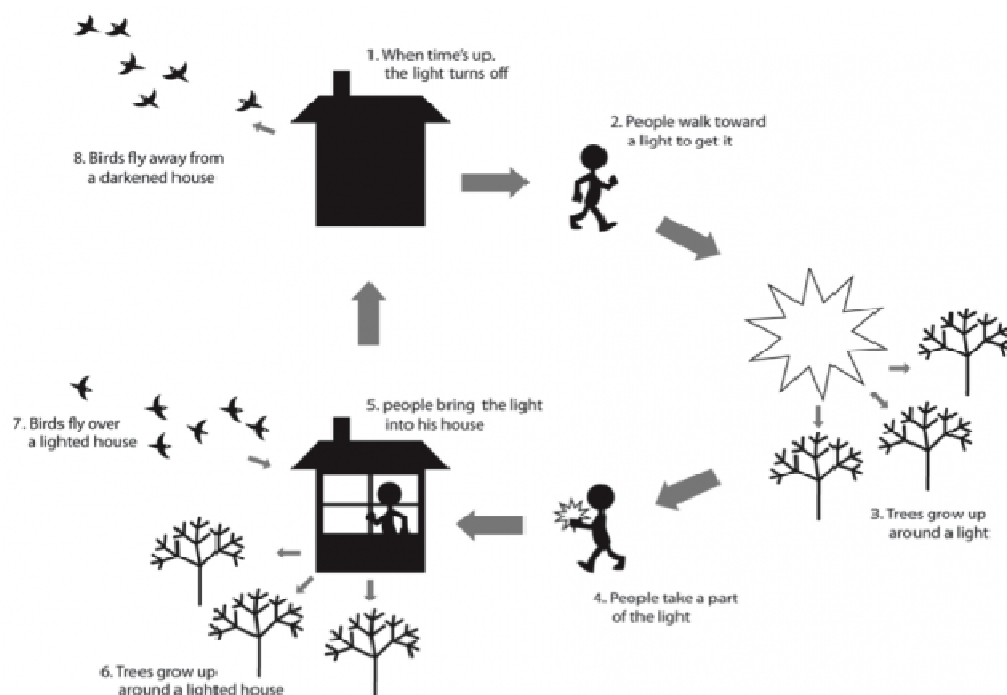 1. When time's up,
the light turns off
2. People walk toward
a light to get it
3. Trees grow up
around a light
4. People take a part
of the light
5. people bring the light
into his house
6. Trees grow up
around a lighted house
7. Birds fly over
a lighted house
8. Birds fly away from
a darkened house